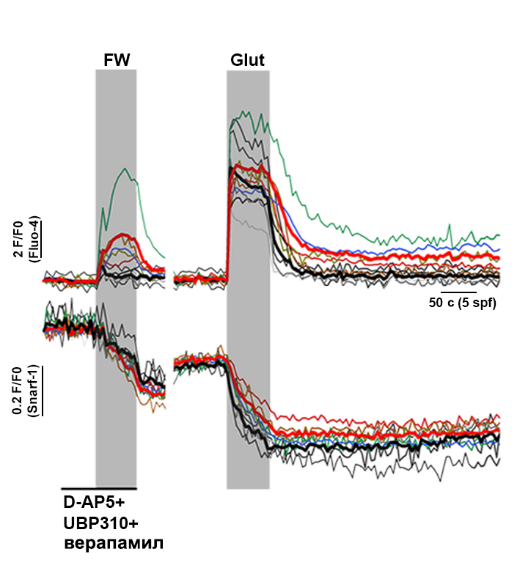 FW
Glut
2 F/F0
(Fluo-4)
50 c (5 spf)
0.2 F/F0
(Snarf-1)
D-AP5+
UBP310+
верапамил